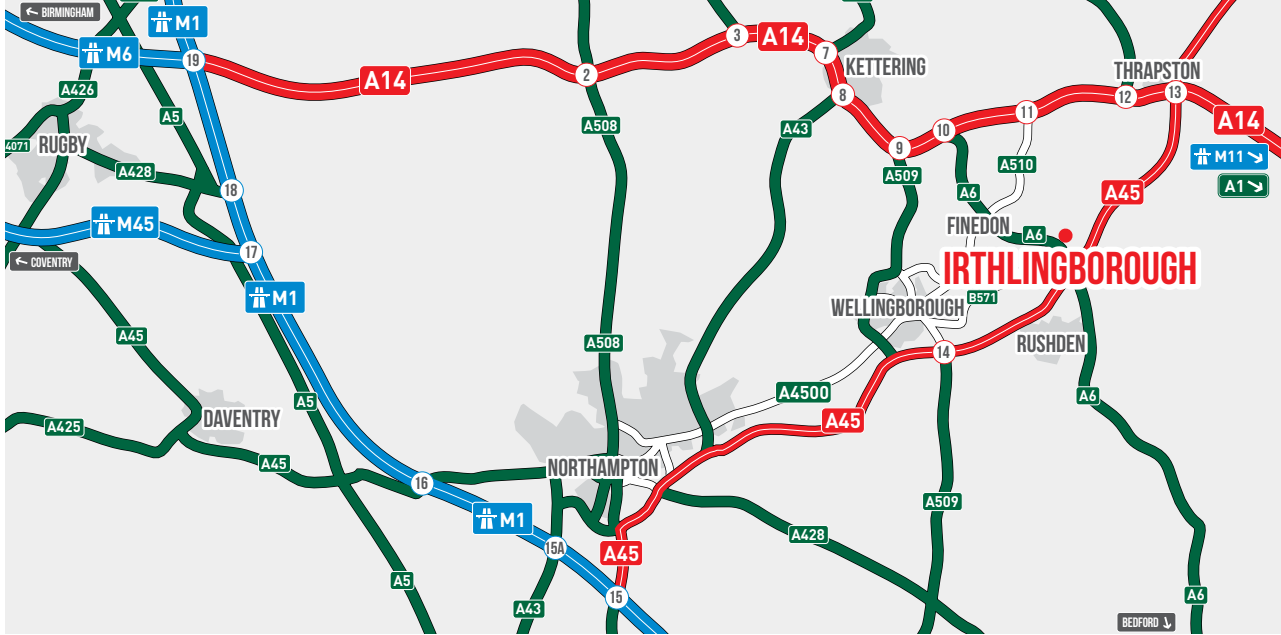 BIRMINGHAM
M1
M6
19
A14
2
3
A14
7
KETTERING
8
THRAPSTON
12
13
A426
A5
A508
A43
9
10
11
A14
4071
RUGBY
A428
A509
A510
M11
18
A6
A45
A1
M45
17
FINEDON
A6
COVENTRY
IRTHLINGBOROUGH
M1
B571
WELLINGBOROUGH
A45
A508
RUSHDEN
14
A5
A4500
A6
DAVENTRY
A45
A425
A45
NORTHAMPTON
16
A509
M1
A428
15A
A45
A5
15
A6
A43
BEDFORD